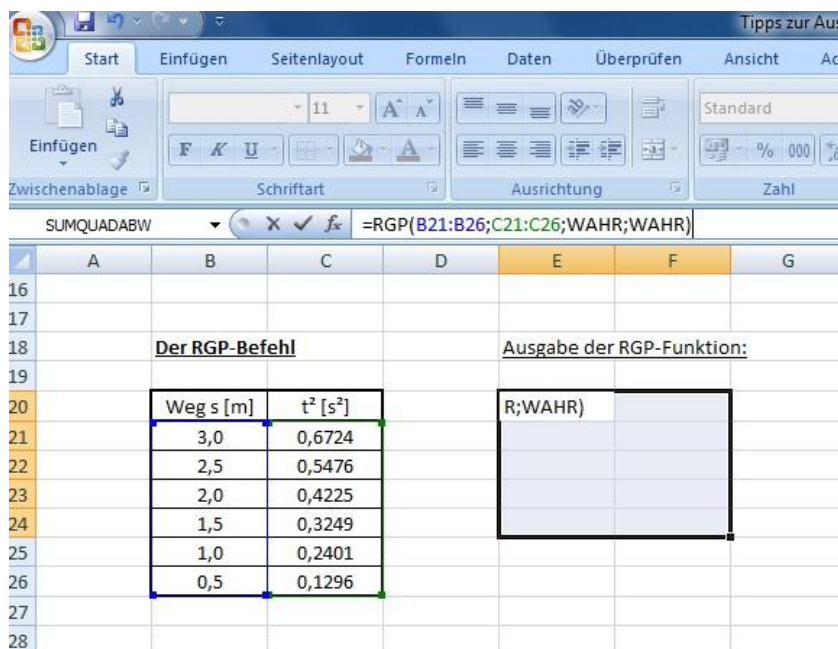 Tipps zur Aus
Start Einfügen Seitenlayout Formeln Daten Überprüfen Ansicht Ac
11 A A Standard
Einfügen F K U A % 000
Zwischenablage Schriftart Ausrichtung Zahl
SUMQUADABW fx =RGP(B21:B26;C21:C26;WAHR;WAHR)
A B C D E F G
16
17
18 Der RGP-Befehl Ausgabe der RGP-Funktion:
19
20 Weg s [m] t² [s²] R;WAHR)
21 3,0 0,6724
22 2,5 0,5476
23 2,0 0,4225
24 1,5 0,3249
25 1,0 0,2401
26 0,5 0,1296
27
28